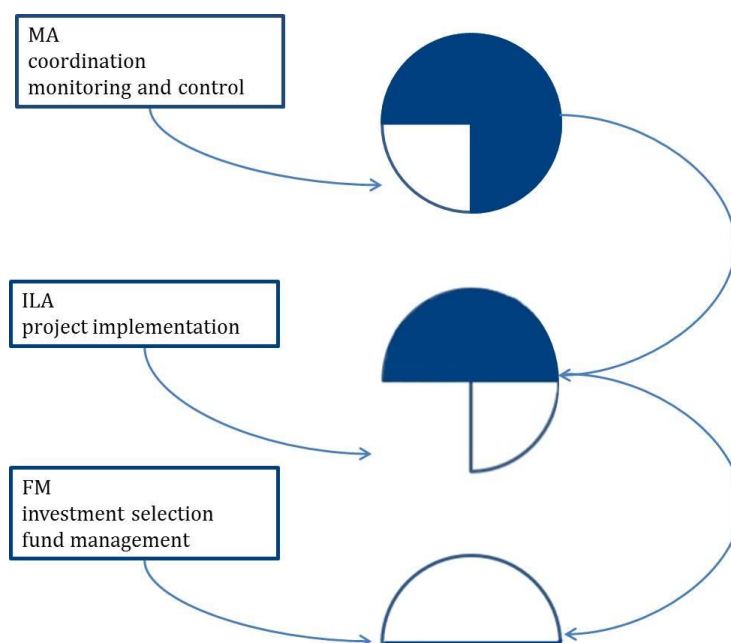 MA
coordination
monitoring and control
ILA
project implementation
FM
investment selection
fund management